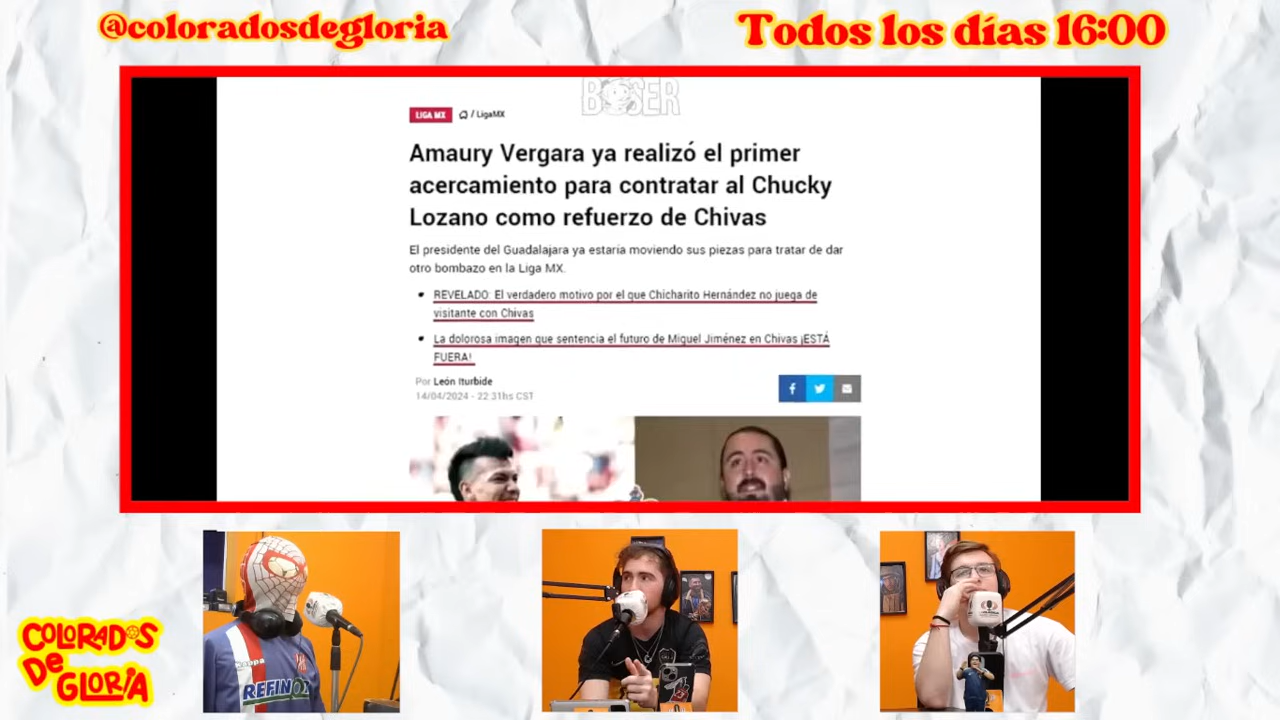 @coloradosdegloria
Todos los días 16:00
BOSER
LIGA MX / LigaMX
Amaury Vergara ya realizó el primer
acercamiento para contratar al Chucky
Lozano como refuerzo de Chivas
El presidente del Guadalajara ya estaría moviendo sus piezas para tratar de dar
otro bombazo en la Liga MX.
REVELADO: El verdadero motivo por el que Chicharito Hernández no juega de
visitante con Chivas
La dolorosa imagen que sentencia el futuro de Miguel Jiménez en Chivas ¡ESTÁ
FUERA!
Por León Iturbide
14/04/2024 - 22:31hs CST
COLORADOS
De
GLORIA
Kappa